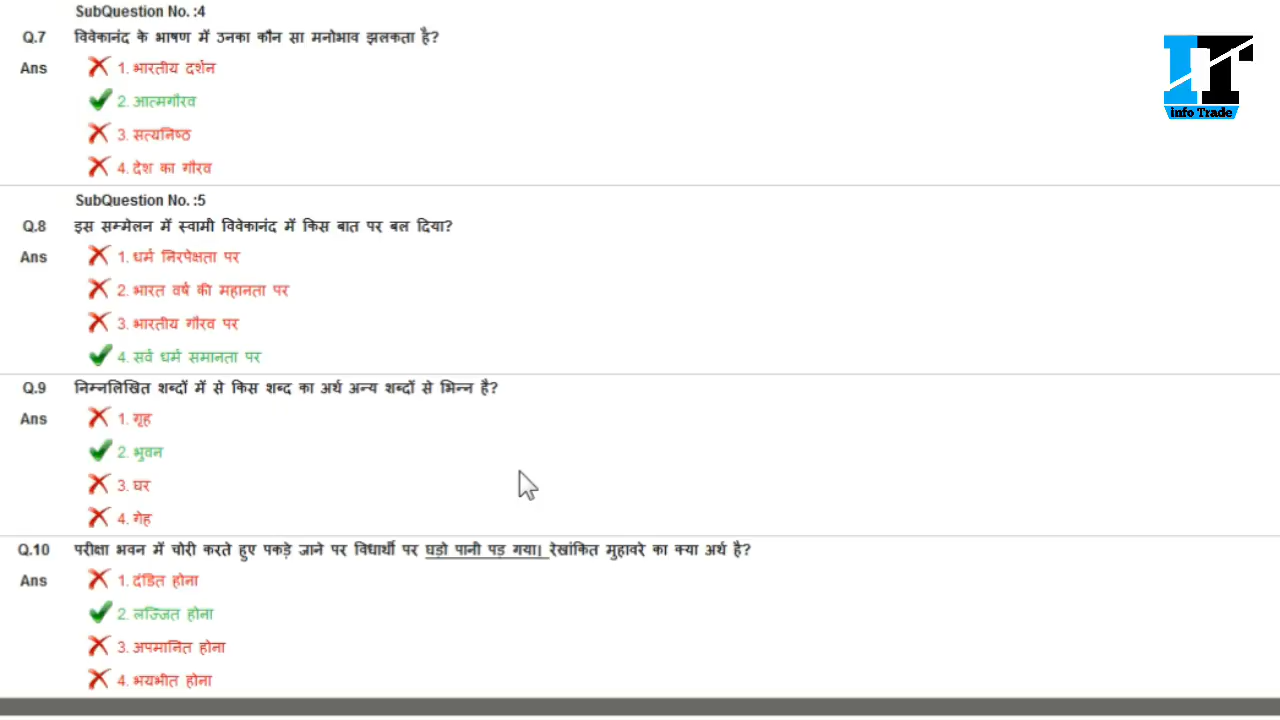 SubQuestion No. :4
Q.7 विवेकानंद के भाषण में उनका कौन सा मनोभाव झलकता है?
Ans 1. भारतीय दर्शन
2. आत्मगौरव
3. सत्यनिष्ठ
4. देश का गौरव
info Trade
SubQuestion No. :5
Q.8 इस सम्मेलन में स्वामी विवेकानंद में किस बात पर बल दिया?
Ans 1. धर्म निरपेक्षता पर
2. भारत वर्ष की महानता पर
3. भारतीय गौरव पर
4. सर्व धर्म समानता पर
Q.9 निम्नलिखित शब्दों में से किस शब्द का अर्थ अन्य शब्दों से भिन्न है?
Ans 1. गृह
2. भुवन
3. घर
4. गेह
Q.10 परीक्षा भवन में चोरी करते हुए पकड़े जाने पर विधार्थी पर घड़ो पानी पड़ गया। रेखांकित मुहावरे का क्या अर्थ है?
Ans 1. दंडित होना
2. लज्जित होना
3. अपमानित होना
4. भयभीत होना